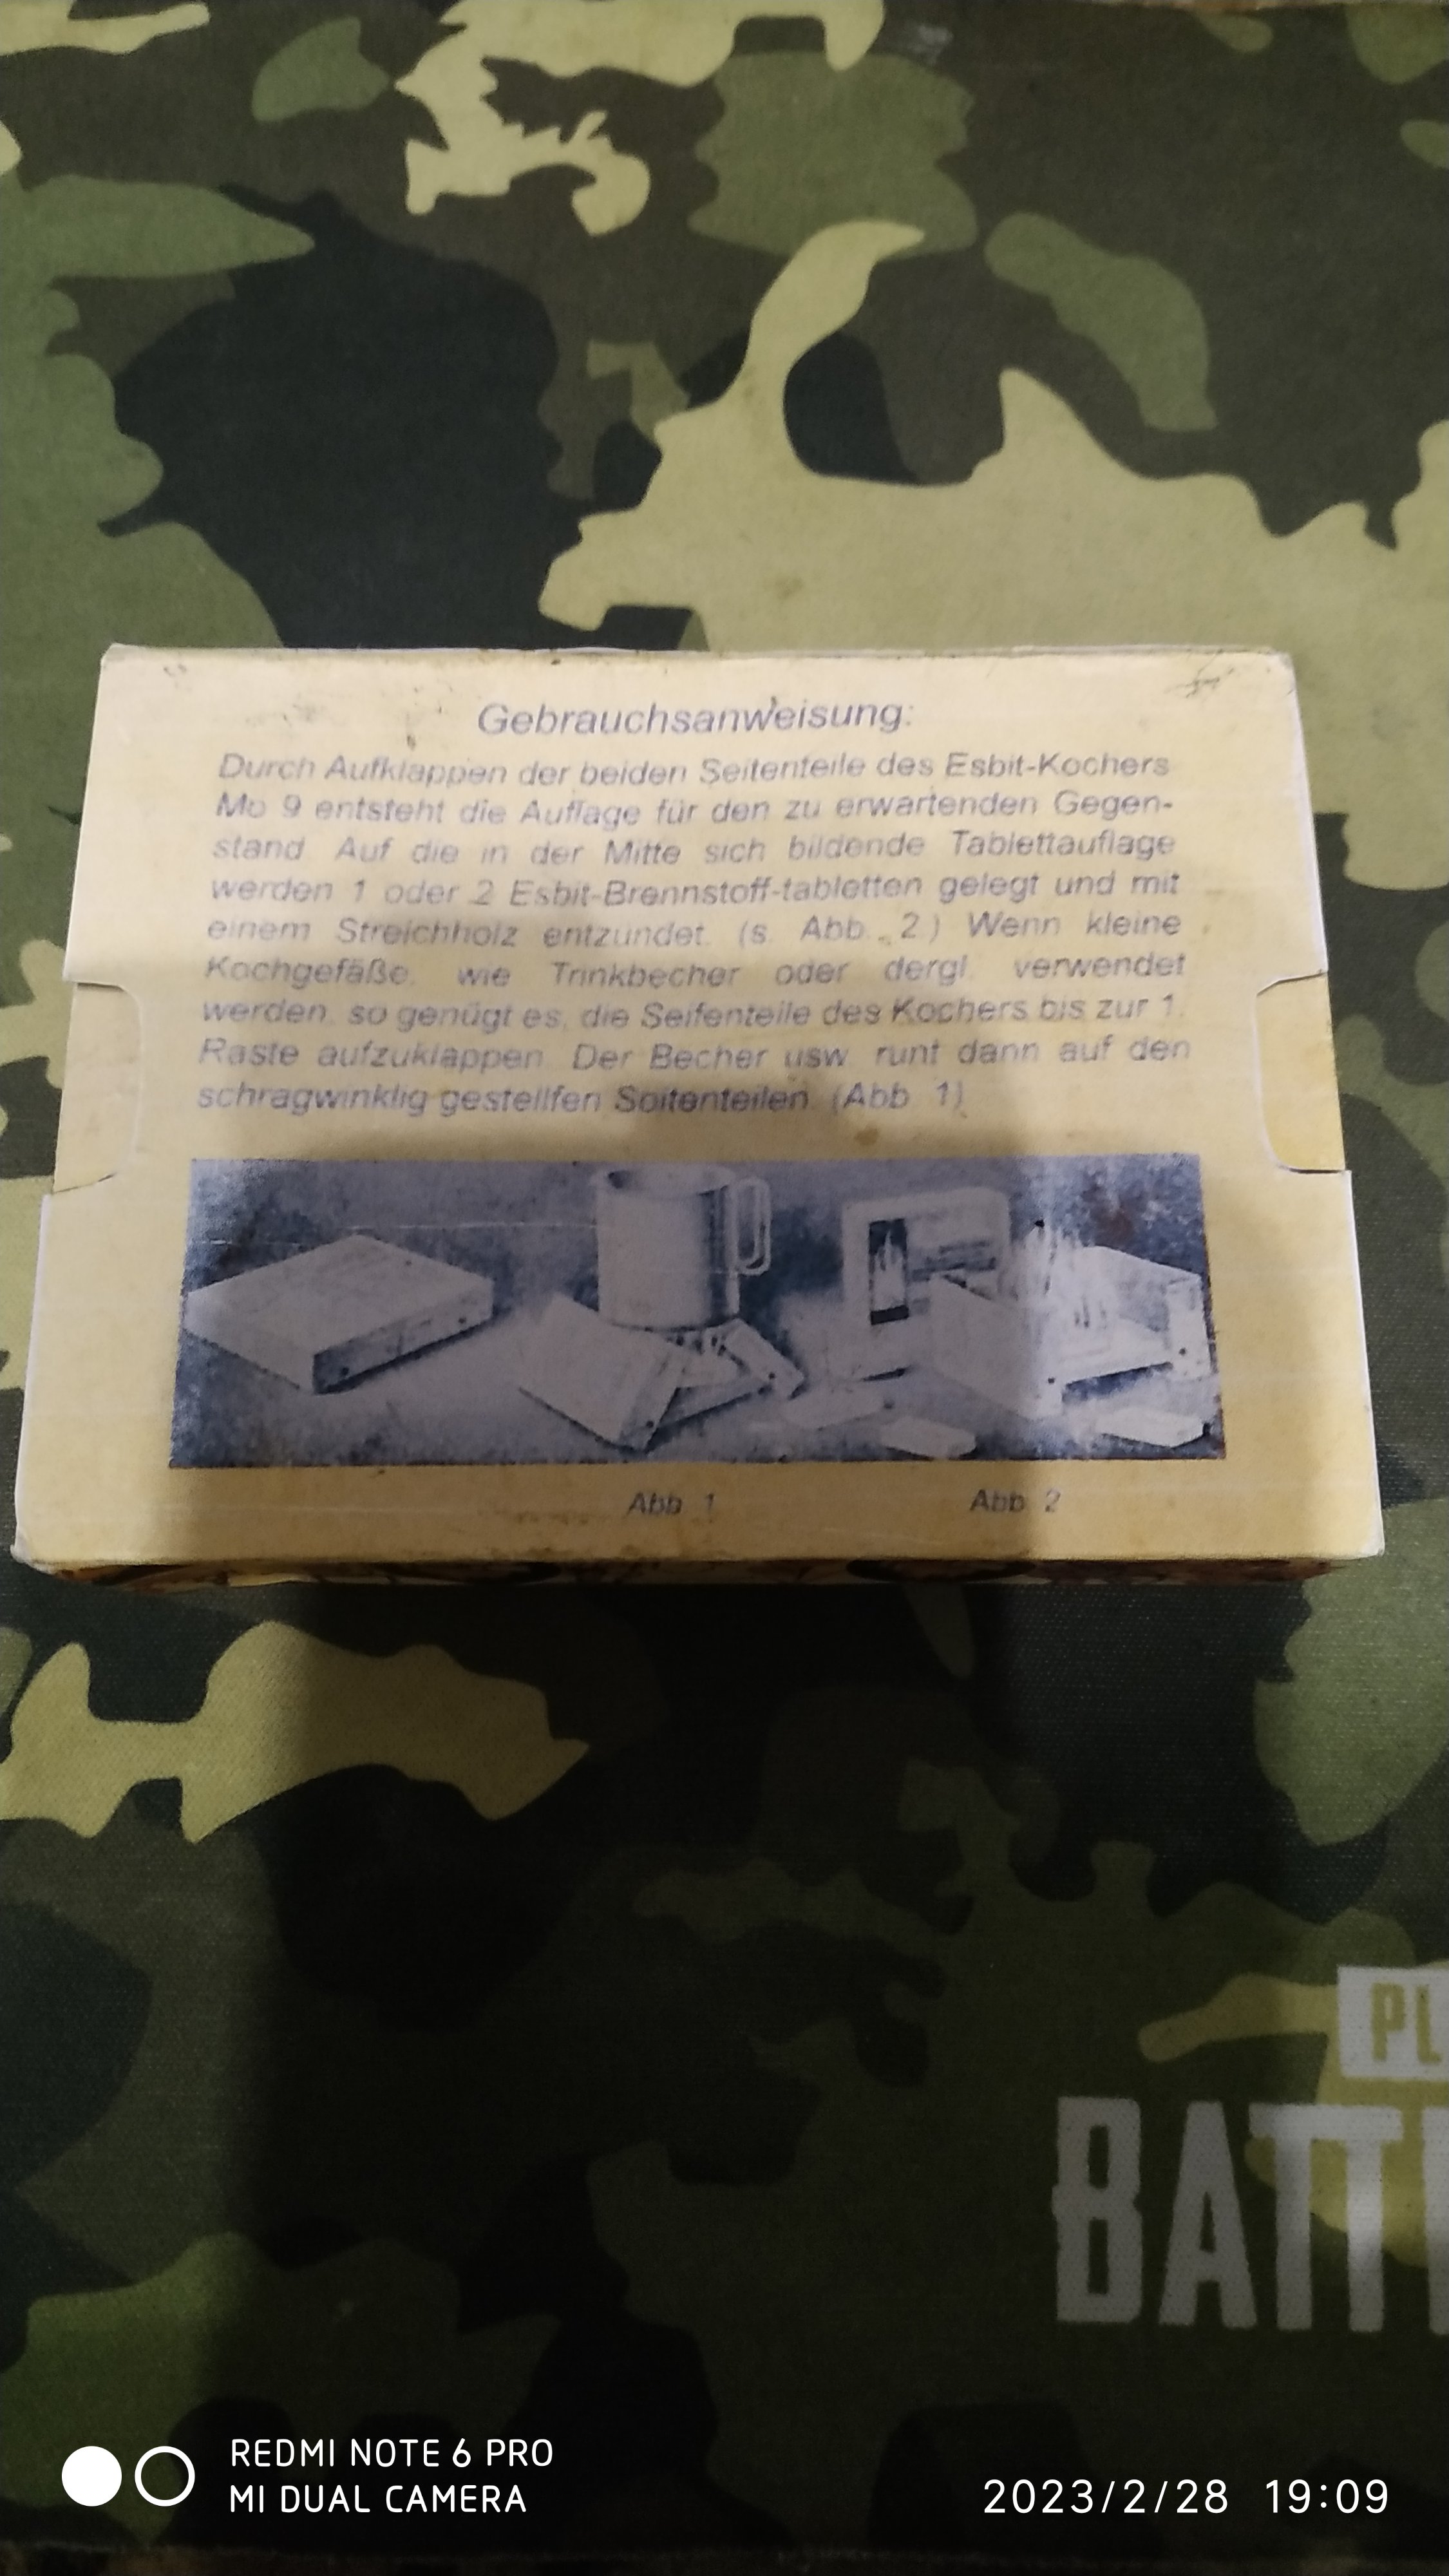 Gebrauchsanweisung:
Durch Aufklappen der beiden Seitenteile des Esbit-Kochers
Mo 9 entsteht die Auflage für den zu erwartenden Gegen-
stand Auf die in der Mitte sich bildende Tablettauflage
werden 1 oder 2 Esbit-Brennstoff-tabletten gelegt und mit
einem Streichholz entzundet. (s. Abb. 2.) Wenn kleine
Kochgefäße, wie Trinkbecher oder dergl. verwendet
werden, so genügt es, die Seifenteile des Kochers bis zur 1.
Raste aufzuklappen. Der Becher usw. runt dann auf den
schragwinklig gestellfen Soitenteilen. (Abb 1)
Abb 1 Abb 2
PL
BATT
REDMI NOTE 6 PRO
MI DUAL CAMERA
2023/2/28 19:09